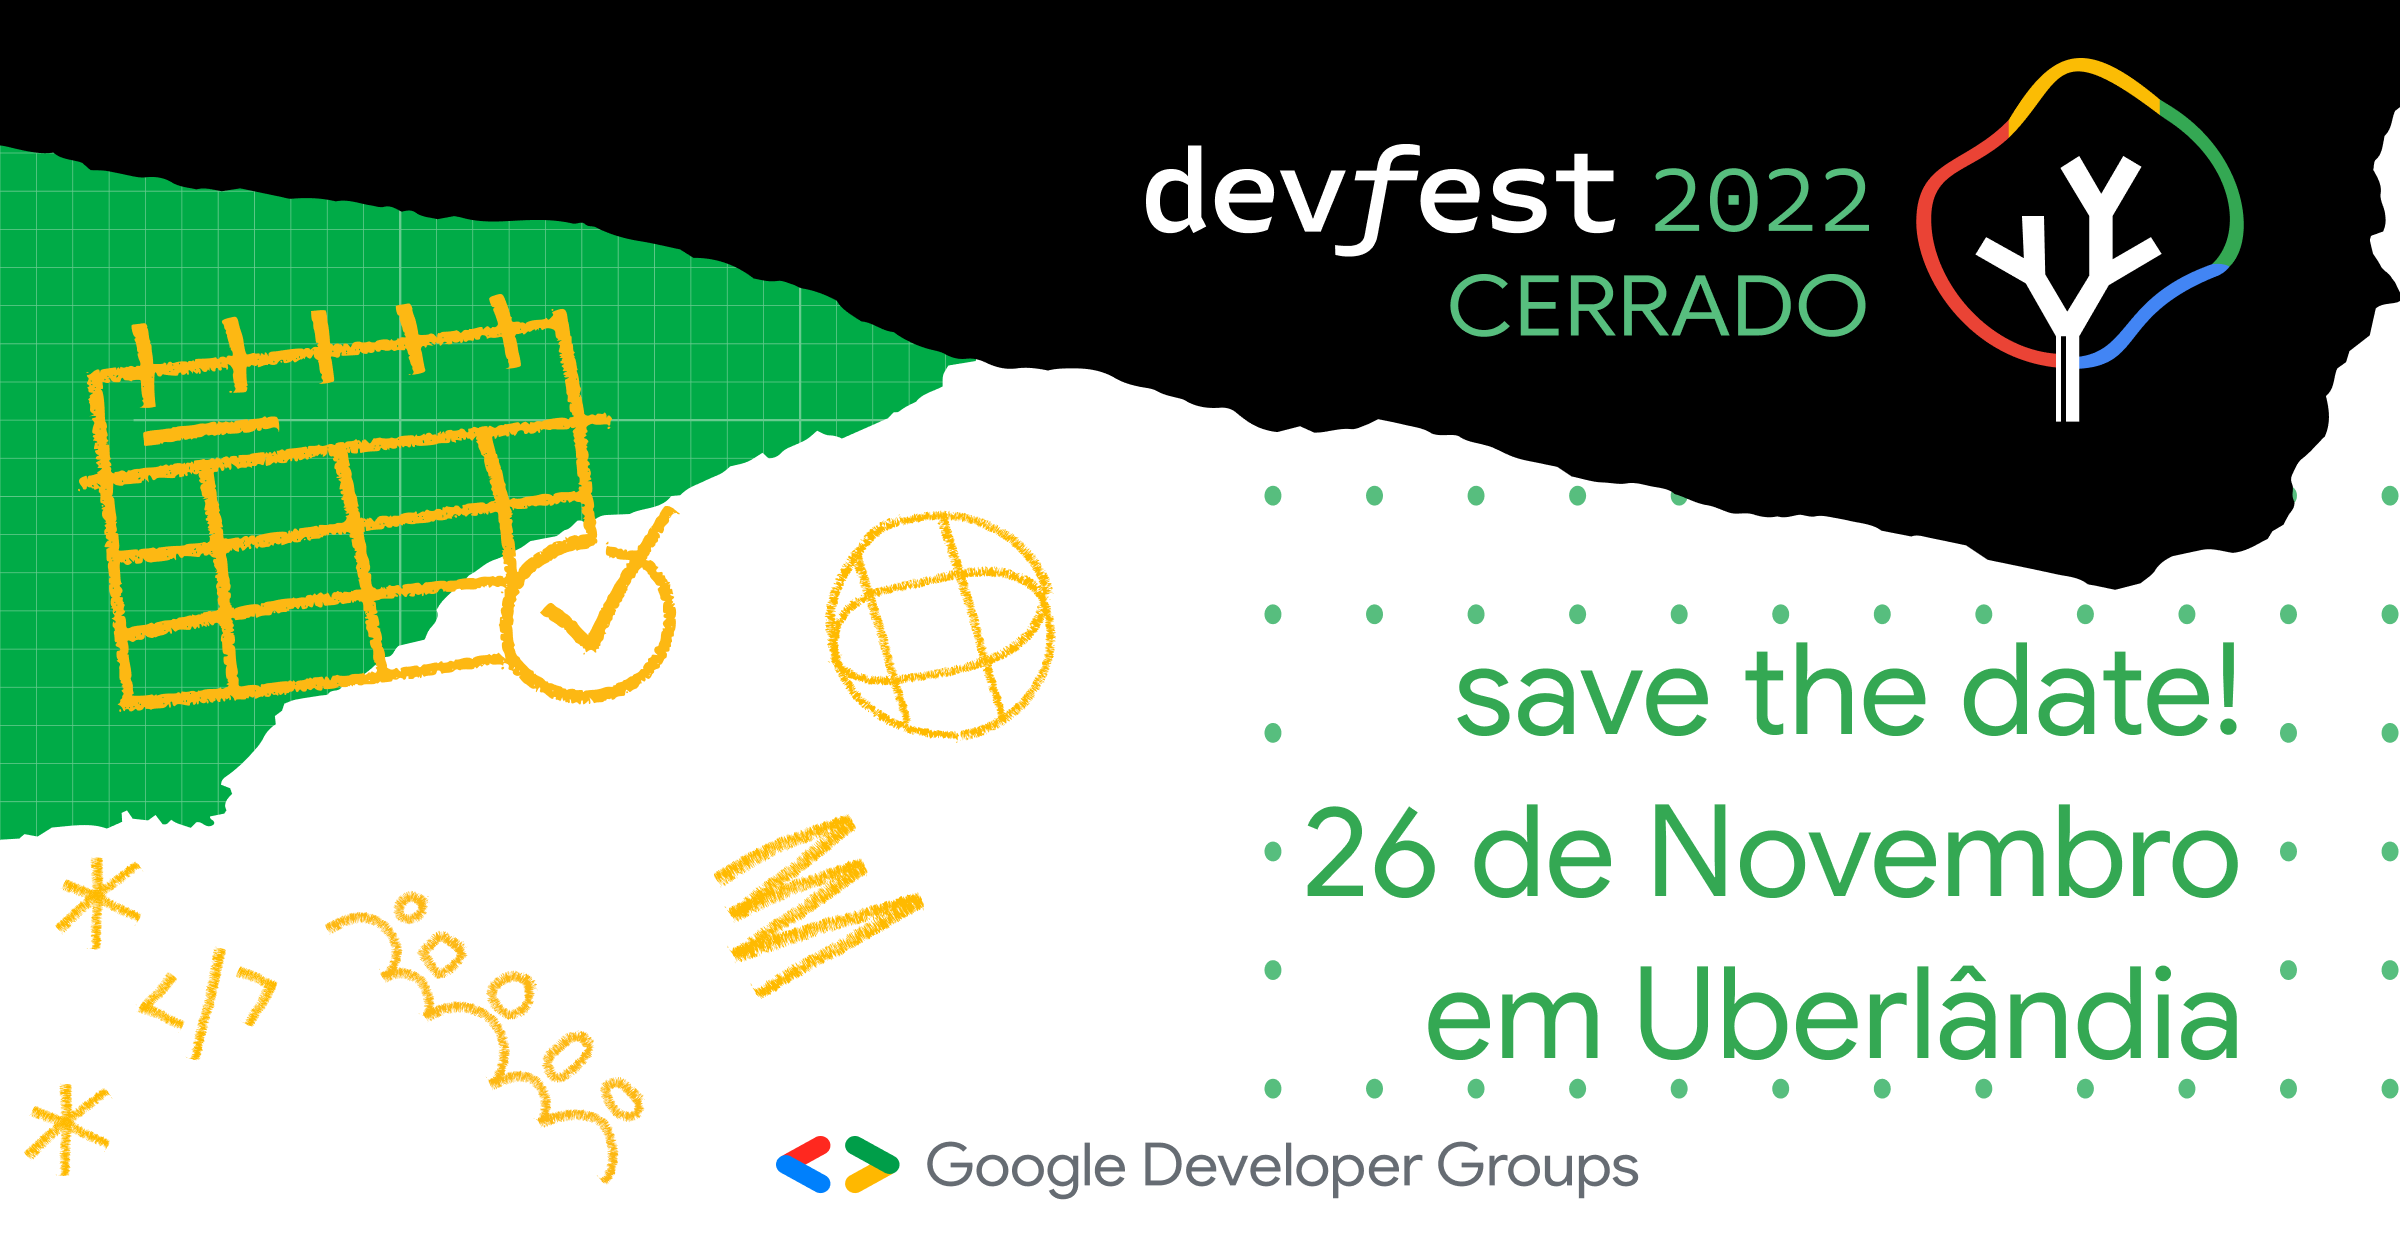 devfest 2022
CERRADO
save the date!
26 de Novembro
em Uberlândia
</>
Google Developer Groups